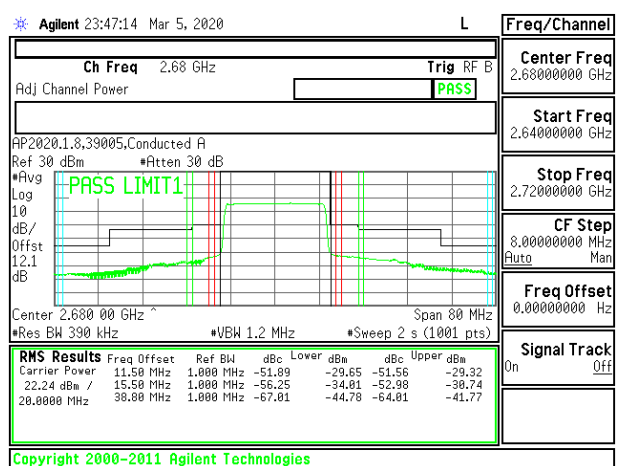 Agilent 23:47:14 Mar 5, 2020 L
Freq/Channel
Ch Freq 2.68 GHz Trig RF B
Adj Channel Power
PASS
Center Freq
2.68000000 GHz
Start Freq
2.64000000 GHz
Stop Freq
2.72000000 GHz
CF Step
8.00000000 MHz
Auto Man
Freq Offset
0.00000000 Hz
Signal Track
On Off
AP2020.1.8,39005,Conducted A
Ref 30 dBm #Atten 30 dB
#Avg
Log
10
dB/
Offst
12.1
dB
PASS LIMIT1
Center 2.680 00 GHz ^ Span 80 MHz
#Res BW 390 kHz #VBW 1.2 MHz #Sweep 2 s (1001 pts)
RMS Results Freq Offset Ref BW dBc Lower dBm dBc Upper dBm
Carrier Power 11.50 MHz 1.000 MHz -51.89 -29.65 -51.56 -29.32
22.24 dBm / 15.50 MHz 1.000 MHz -56.25 -34.01 -52.98 -30.74
20.0000 MHz 38.80 MHz 1.000 MHz -67.01 -44.78 -64.01 -41.77
Copyright 2000-2011 Agilent Technologies